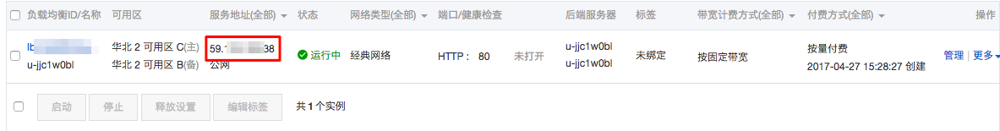 负载均衡ID/名称 可用区 服务地址(全部) 状态 网络类型(全部) 端口/健康检查 后端服务器 标签 带宽计费方式(全部) 付费方式(全部) 操作
lb 华北 2 可用区 C(主) 59.1 38 运行中 经典网络 HTTP : 80 未打开 u-jjc1w0bl 未绑定 按固定带宽 按量付费 管理 | 更多
u-jjc1w0bl 华北 2 可用区 B(备) 公网 u-jjc1w0bl 2017-04-27 15:28:27 创建
启动 停止 释放设置 编辑标签 共 1 个实例